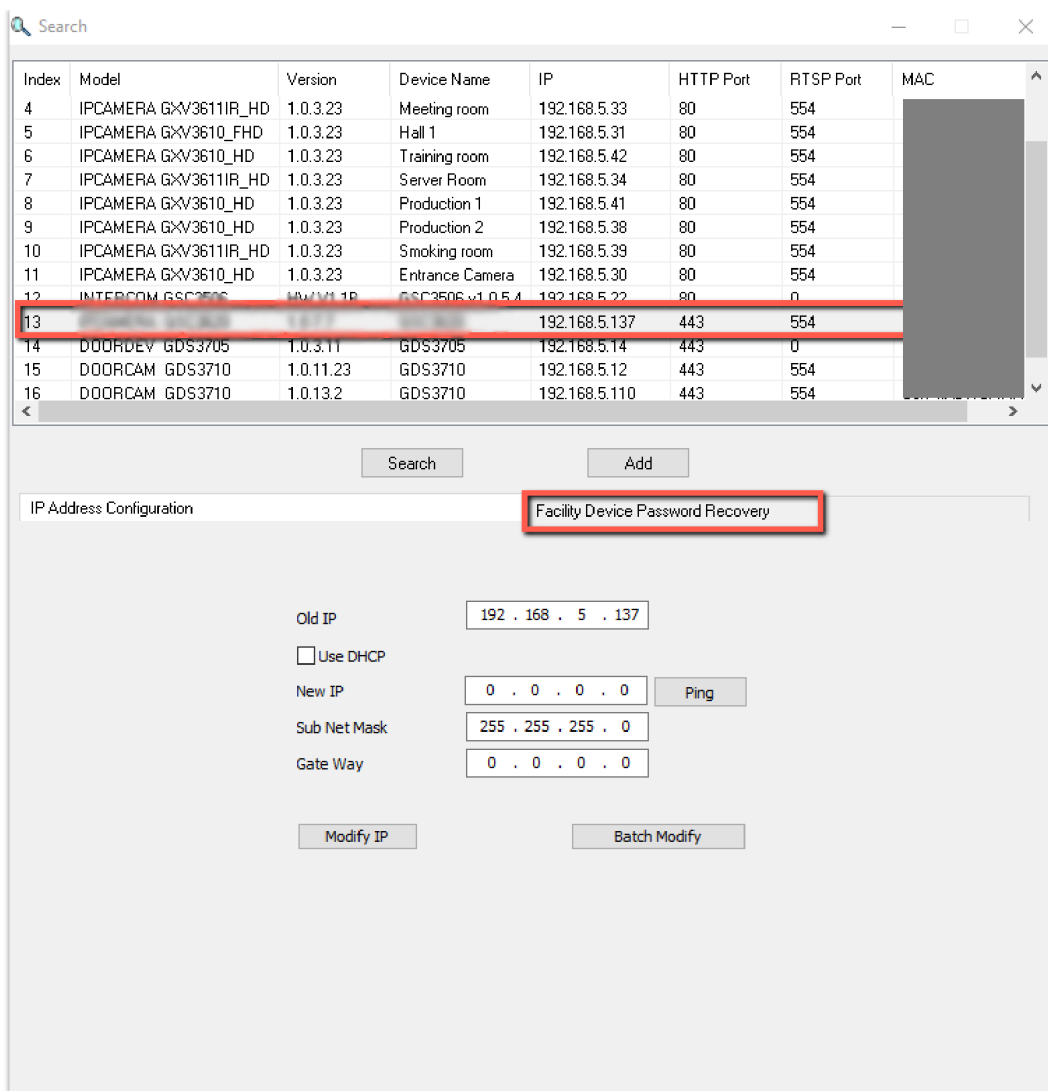 Search
Index Model Version Device Name IP HTTP Port RTSP Port MAC
4 IPCAMERA GXV3611IR_HD 1.0.3.23 Meeting room 192.168.5.33 80 554
5 IPCAMERA GXV3610_FHD 1.0.3.23 Hall 1 192.168.5.31 80 554
6 IPCAMERA GXV3610_HD 1.0.3.23 Training room 192.168.5.42 80 554
7 IPCAMERA GXV3611IR_HD 1.0.3.23 Server Room 192.168.5.34 80 554
8 IPCAMERA GXV3610_HD 1.0.3.23 Production 1 192.168.5.41 80 554
9 IPCAMERA GXV3610_HD 1.0.3.23 Production 2 192.168.5.38 80 554
10 IPCAMERA GXV3611IR_HD 1.0.3.23 Smoking room 192.168.5.39 80 554
11 IPCAMERA GXV3610_HD 1.0.3.23 Entrance Camera 192.168.5.30 80 554
12 INTERCOM GSC3506 HW V1.1B GSC3506 v1.0.5.4 192.168.5.22 80 0
13 192.168.5.137 443 554
14 DOORDEV GDS3705 1.0.3.11 GDS3705 192.168.5.14 443 0
15 DOORCAM GDS3710 1.0.11.23 GDS3710 192.168.5.12 443 554
16 DOORCAM GDS3710 1.0.13.2 GDS3710 192.168.5.110 443 554
Search Add
IP Address Configuration Facility Device Password Recovery
Old IP 192 . 168 . 5 . 137
Use DHCP
New IP 0 . 0 . 0 . 0 Ping
Sub Net Mask 255 . 255 . 255 . 0
Gate Way 0 . 0 . 0 . 0
Modify IP Batch Modify